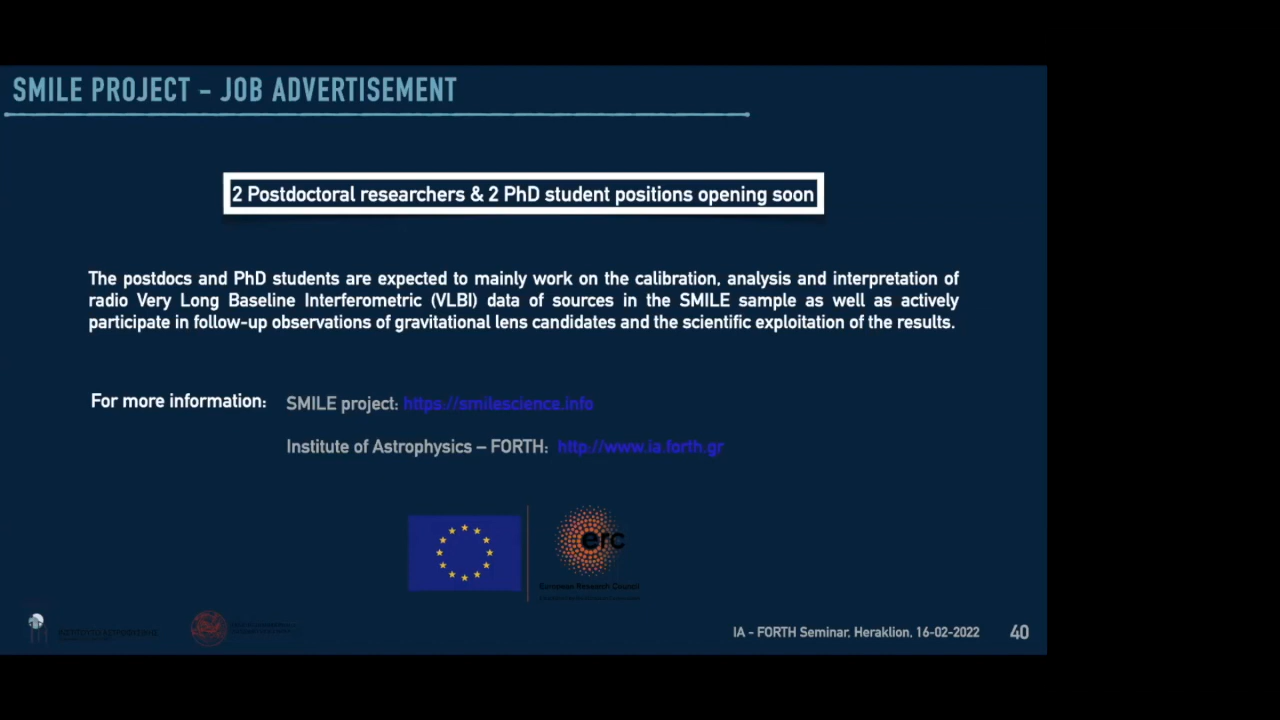 SMILE PROJECT – JOB ADVERTISEMENT
2 Postdoctoral researchers & 2 PhD student positions opening soon
The postdocs and PhD students are expected to mainly work on the calibration, analysis and interpretation of
radio Very Long Baseline Interferometric (VLBI) data of sources in the SMILE sample as well as actively
participate in follow-up observations of gravitational lens candidates and the scientific exploitation of the results.
For more information: SMILE project: https://smilescience.info
Institute of Astrophysics – FORTH: http://www.ia.forth.gr
erc
European Research Council
IA - FORTH Seminar, Heraklion, 16-02-2022 40